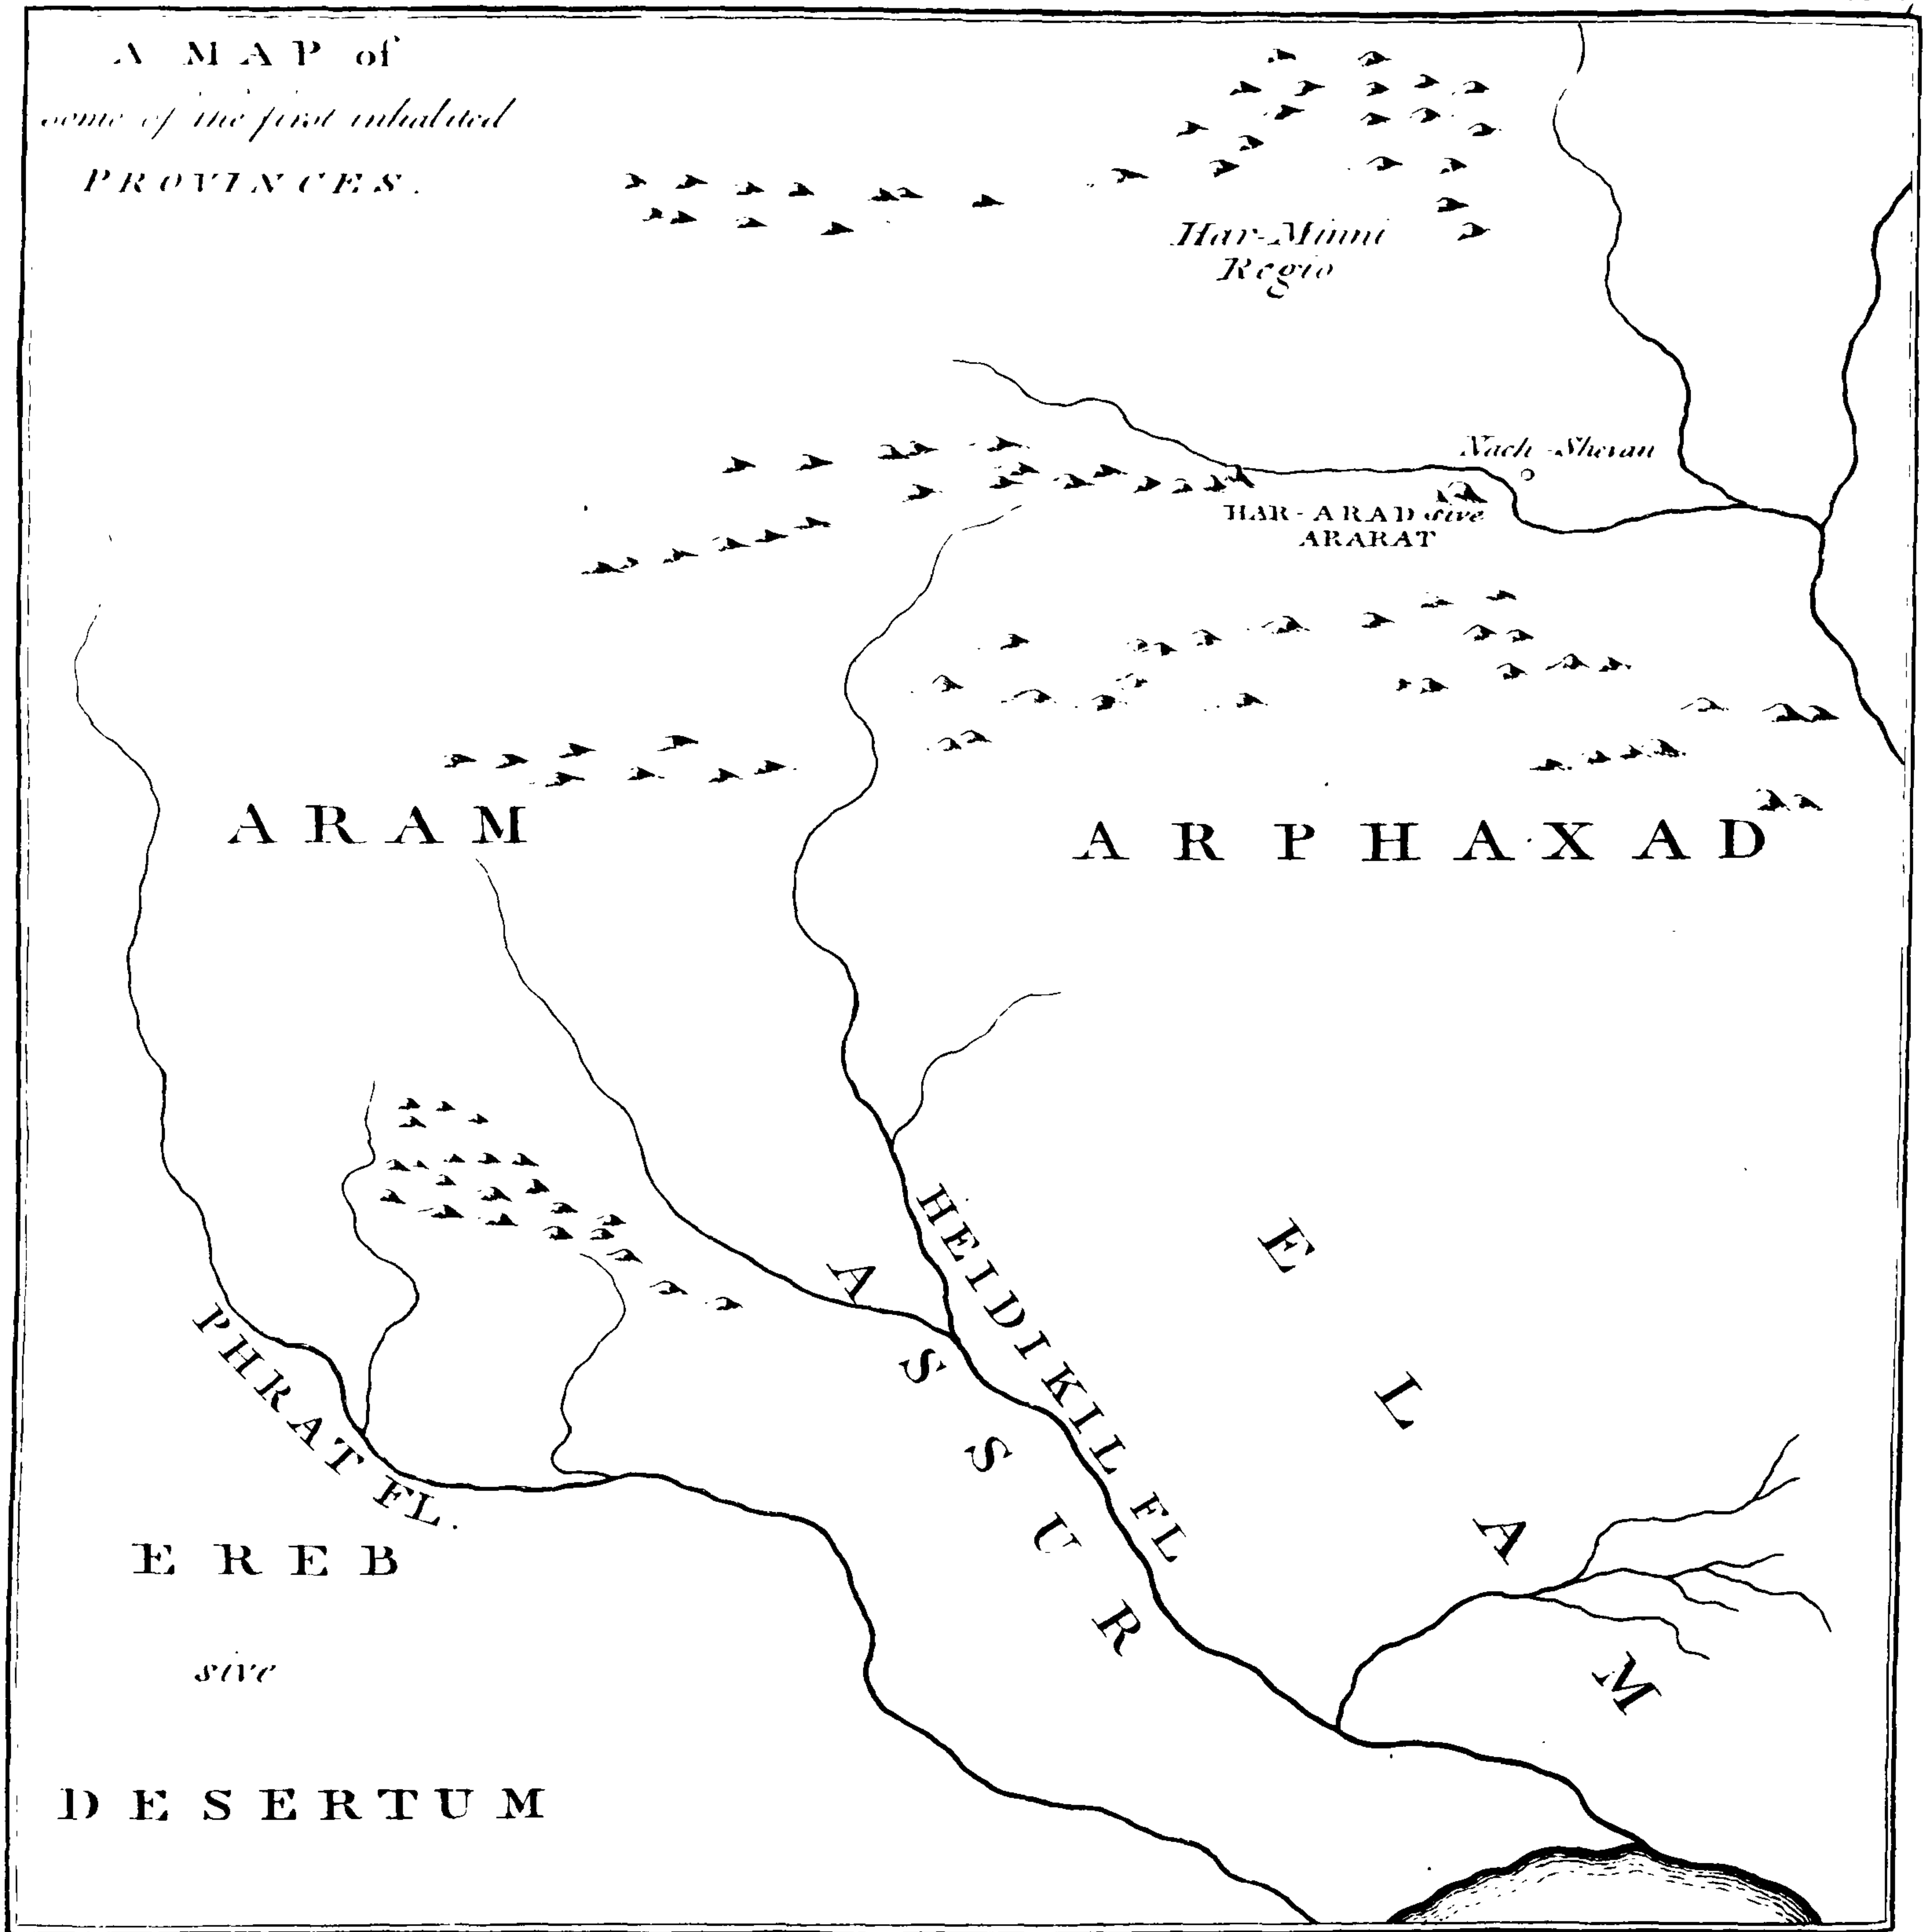 A MAP of
some of the first inhabited
PROVINCES.
Har-Minni
Regio
Nach-Shevan
HAR-ARAD sive
ARARAT
ARAM
ARPHAXAD
HEIDIKIL FL
ASSUR
ELAM
PHRAT FL.
EREB
sive
DESERTUM